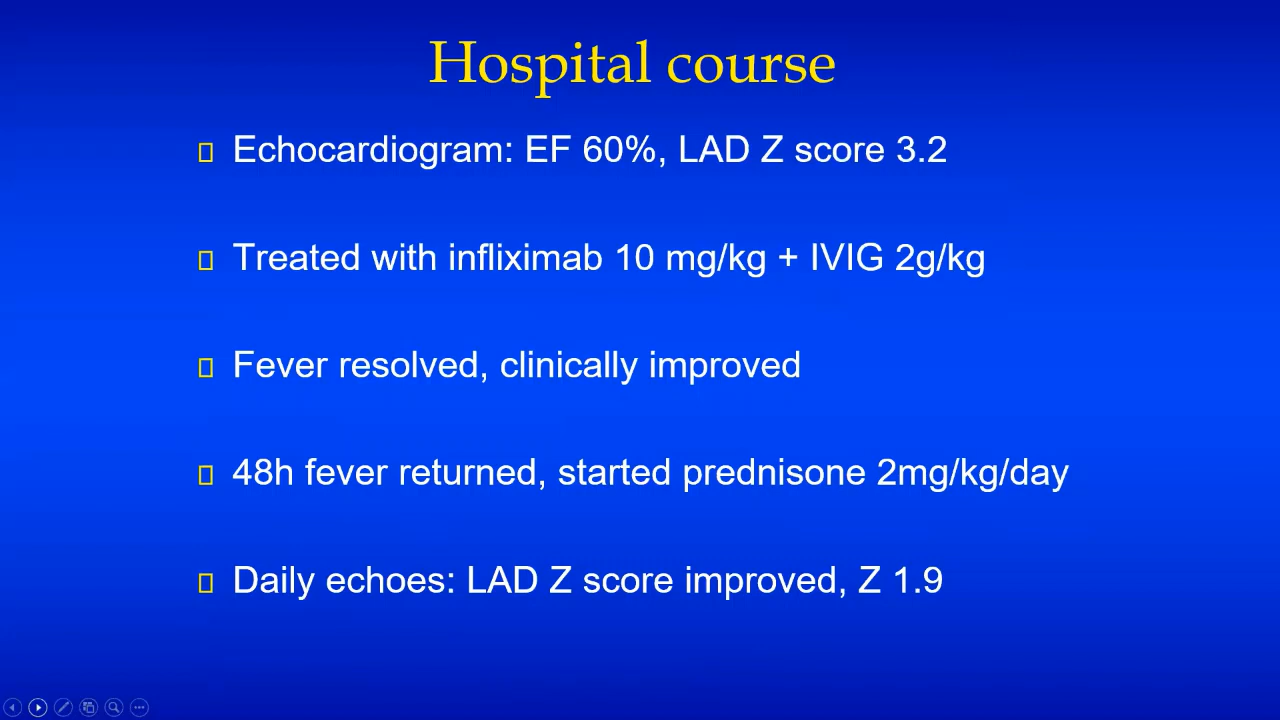 Hospital course
Echocardiogram: EF 60%, LAD Z score 3.2
Treated with infliximab 10 mg/kg + IVIG 2g/kg
Fever resolved, clinically improved
48h fever returned, started prednisone 2mg/kg/day
Daily echoes: LAD Z score improved, Z 1.9